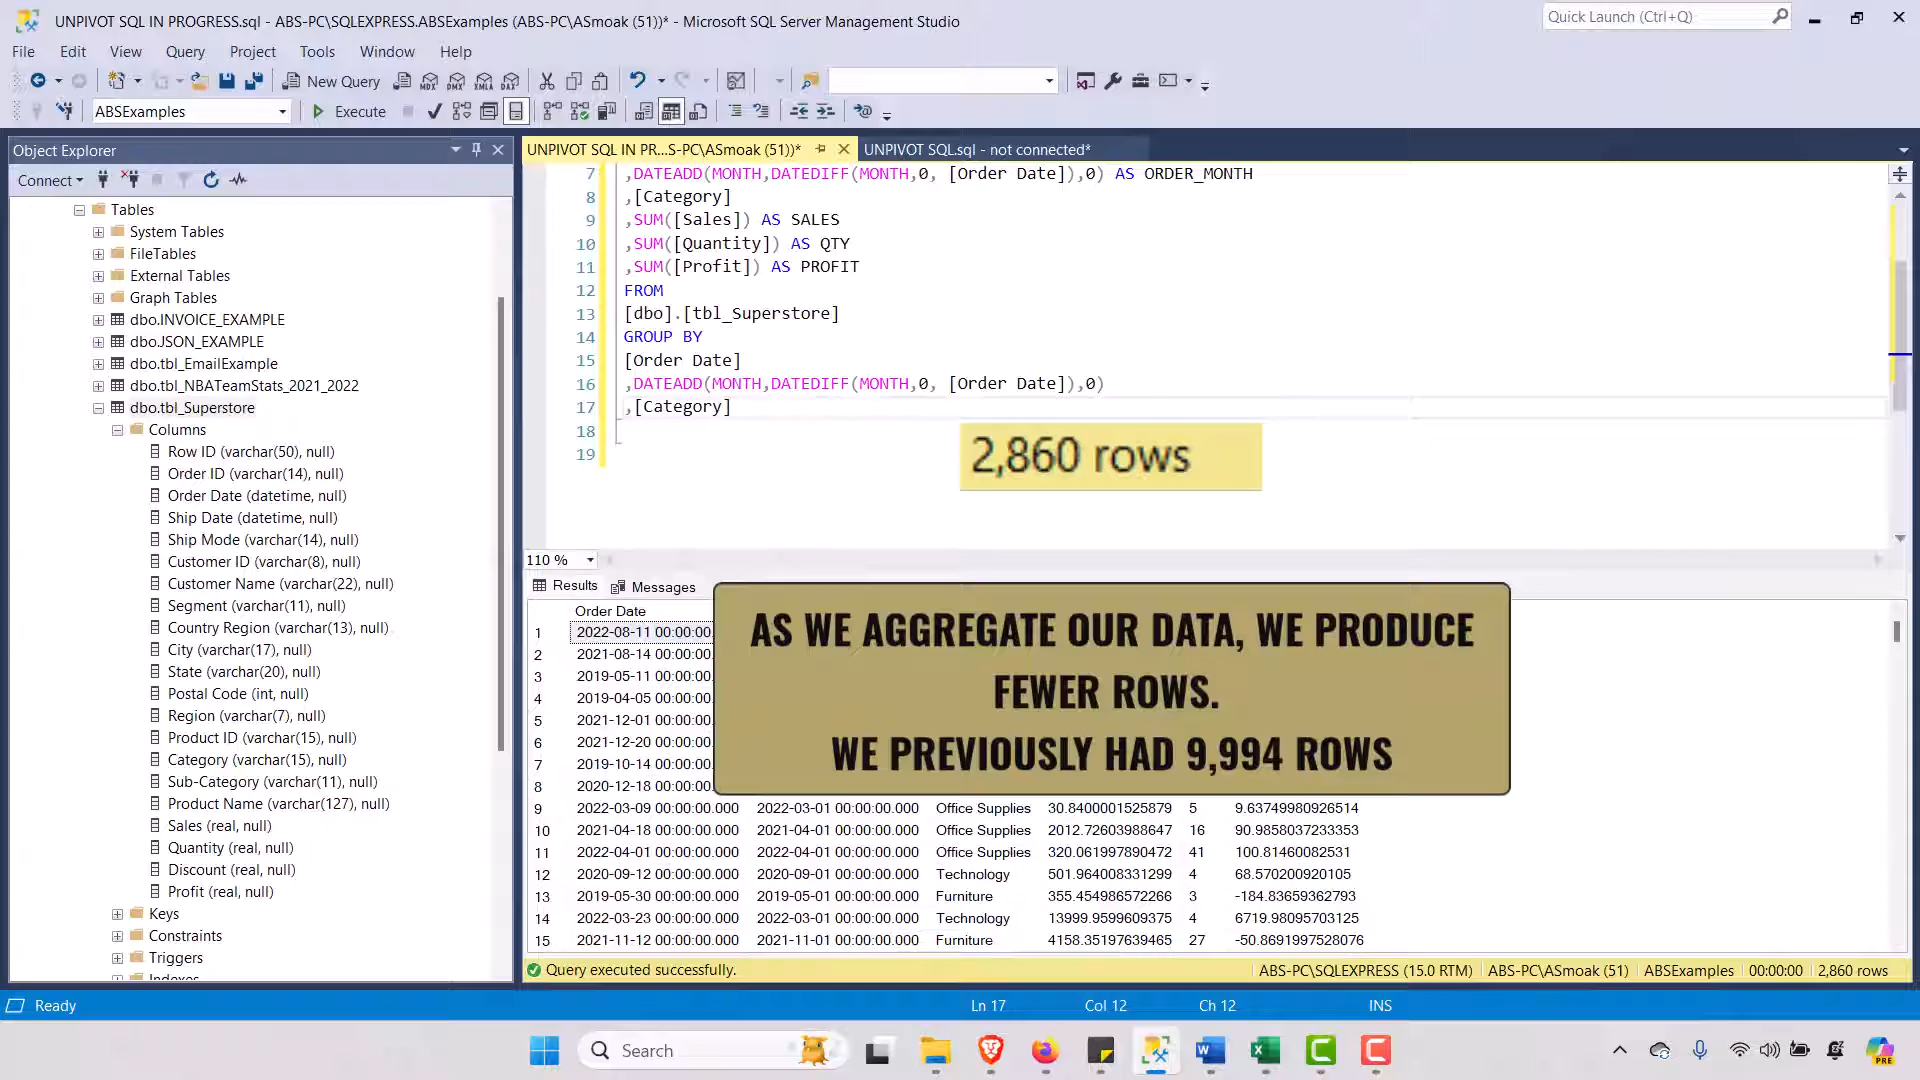 UNPIVOT SQL IN PROGRESS.sql - ABS-PC\SQLEXPRESS.ABSExamples (ABS-PC\ASmoak (51))* - Microsoft SQL Server Management Studio
Quick Launch (Ctrl+Q)
File Edit View Query Project Tools Window Help
New Query
MDX DMX XMLA DAX
ABSExamples
Execute
Object Explorer
Connect
Tables
System Tables
FileTables
External Tables
Graph Tables
dbo.INVOICE_EXAMPLE
dbo.JSON_EXAMPLE
dbo.tbl_EmailExample
dbo.tbl_NBATeamStats_2021_2022
dbo.tbl_Superstore
Columns
Row ID (varchar(50), null)
Order ID (varchar(14), null)
Order Date (datetime, null)
Ship Date (datetime, null)
Ship Mode (varchar(14), null)
Customer ID (varchar(8), null)
Customer Name (varchar(22), null)
Segment (varchar(11), null)
Country Region (varchar(13), null)
City (varchar(17), null)
State (varchar(20), null)
Postal Code (int, null)
Region (varchar(7), null)
Product ID (varchar(15), null)
Category (varchar(15), null)
Sub-Category (varchar(11), null)
Product Name (varchar(127), null)
Sales (real, null)
Quantity (real, null)
Discount (real, null)
Profit (real, null)
Keys
Constraints
Triggers
Indexes
UNPIVOT SQL IN PR...S-PC\ASmoak (51))* UNPIVOT SQL.sql - not connected*
7 ,DATEADD(MONTH,DATEDIFF(MONTH,0, [Order Date]),0) AS ORDER_MONTH
8 ,[Category]
9 ,SUM([Sales]) AS SALES
10 ,SUM([Quantity]) AS QTY
11 ,SUM([Profit]) AS PROFIT
12 FROM
13 [dbo].[tbl_Superstore]
14 GROUP BY
15 [Order Date]
16 ,DATEADD(MONTH,DATEDIFF(MONTH,0, [Order Date]),0)
17 ,[Category]
18
19
2,860 rows
110 %
Results Messages
AS WE AGGREGATE OUR DATA, WE PRODUCE
FEWER ROWS.
WE PREVIOUSLY HAD 9,994 ROWS
Order Date
1 2022-08-11 00:00:00.
2 2021-08-14 00:00:00.
3 2019-05-11 00:00:00.
4 2019-04-05 00:00:00.
5 2021-12-01 00:00:00.
6 2021-12-20 00:00:00.
7 2019-10-14 00:00:00.
8 2020-12-18 00:00:00.
9 2022-03-09 00:00:00.000 2022-03-01 00:00:00.000 Office Supplies 30.8400001525879 5 9.63749980926514
10 2021-04-18 00:00:00.000 2021-04-01 00:00:00.000 Office Supplies 2012.72603988647 16 90.9858037233353
11 2022-04-01 00:00:00.000 2022-04-01 00:00:00.000 Office Supplies 320.061997890472 41 100.81460082531
12 2020-09-12 00:00:00.000 2020-09-01 00:00:00.000 Technology 501.964008331299 4 68.570200920105
13 2019-05-30 00:00:00.000 2019-05-01 00:00:00.000 Furniture 355.454986572266 3 -184.83659362793
14 2022-03-23 00:00:00.000 2022-03-01 00:00:00.000 Technology 13999.9599609375 4 6719.98095703125
15 2021-11-12 00:00:00.000 2021-11-01 00:00:00.000 Furniture 4158.35197639465 27 -50.8691997528076
Query executed successfully. ABS-PC\SQLEXPRESS (15.0 RTM) ABS-PC\ASmoak (51) ABSExamples 00:00:00 2,860 rows
Ready Ln 17 Col 12 Ch 12 INS
Search
PRE